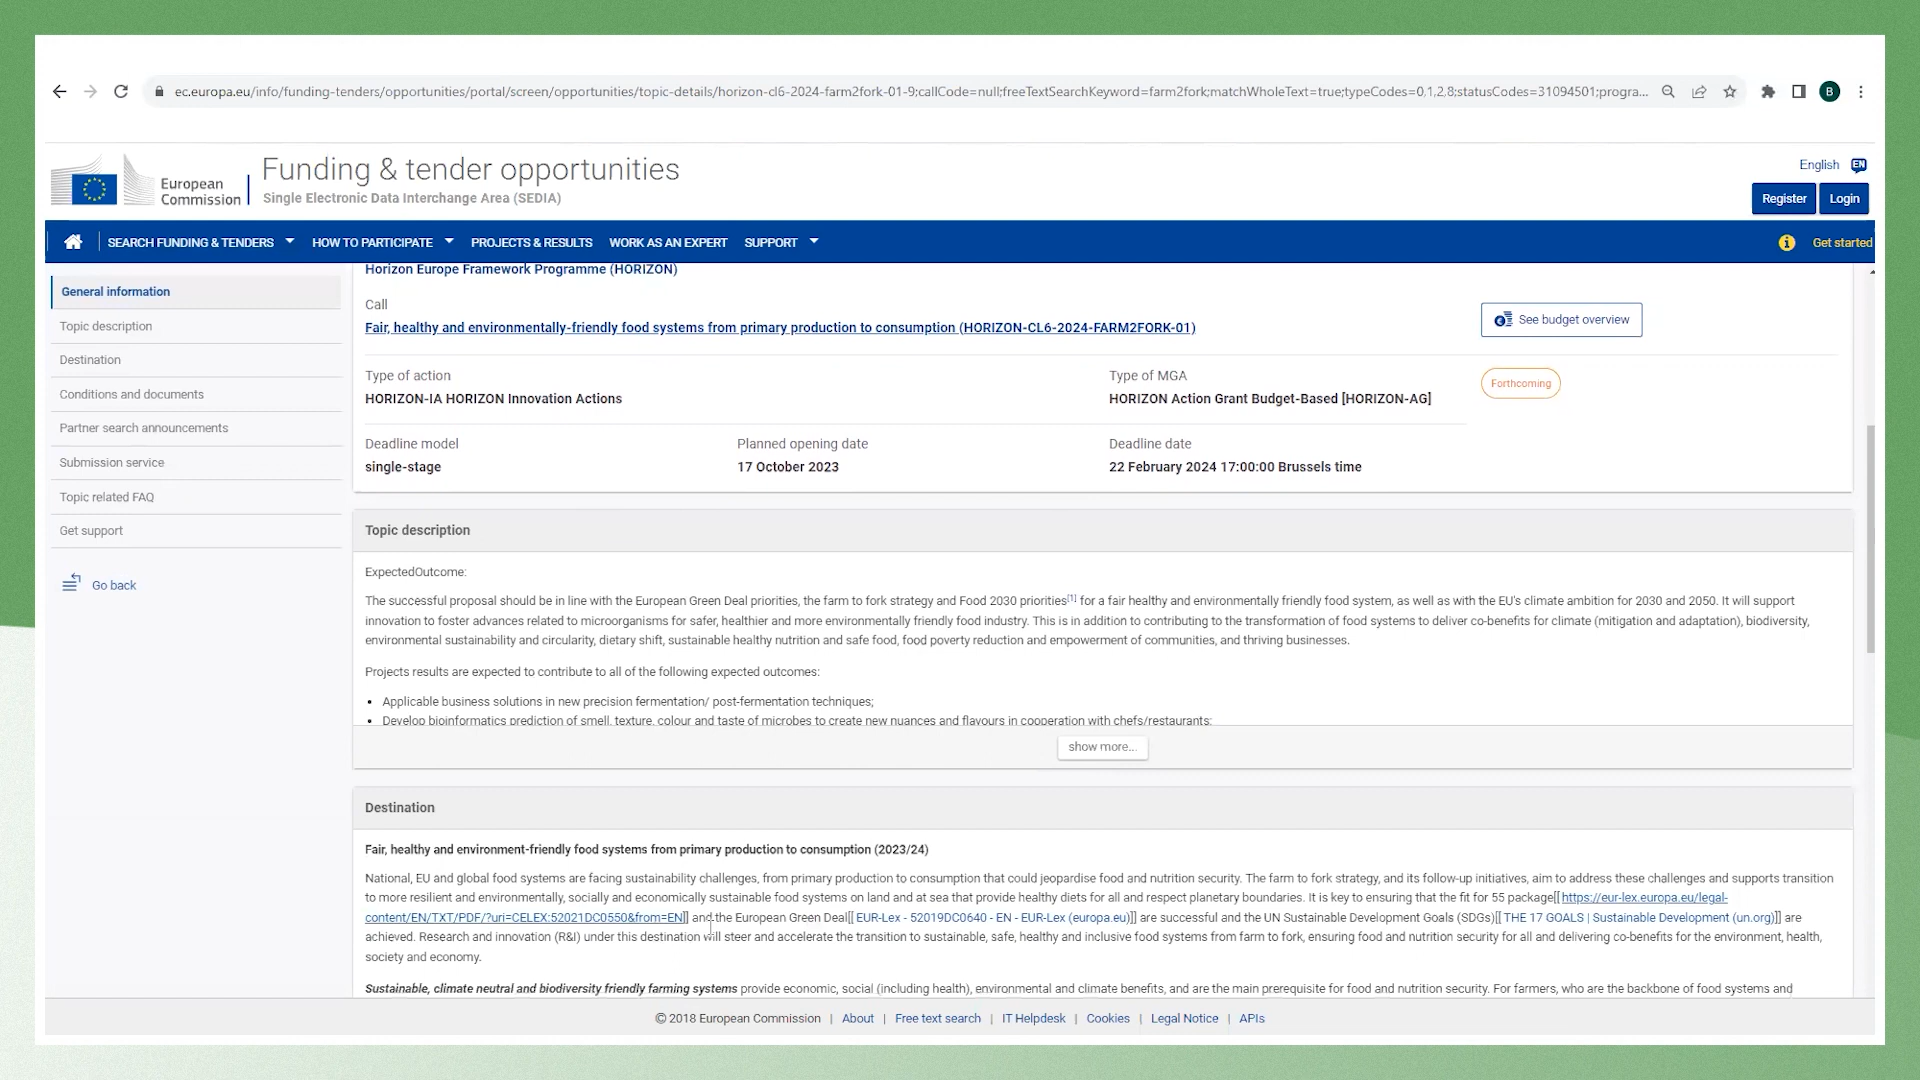 ec.europa.eu/info/funding-tenders/opportunities/portal/screen/opportunities/topic-details/horizon-cl6-2024-farm2fork-01-9;callCode=null;freeTextSearchKeyword=farm2fork;matchWholeText=true;typeCodes=0,1,2,8;statusCodes=31094501;progra...
B
European
Commission
Funding & tender opportunities
Single Electronic Data Interchange Area (SEDIA)
English EN
Register Login
SEARCH FUNDING & TENDERS HOW TO PARTICIPATE PROJECTS & RESULTS WORK AS AN EXPERT SUPPORT Get started
General information
Topic description
Destination
Conditions and documents
Partner search announcements
Submission service
Topic related FAQ
Get support
Go back
Horizon Europe Framework Programme (HORIZON)
Call
Fair, healthy and environmentally-friendly food systems from primary production to consumption (HORIZON-CL6-2024-FARM2FORK-01)
See budget overview
Type of action Type of MGA
HORIZON-IA HORIZON Innovation Actions HORIZON Action Grant Budget-Based [HORIZON-AG]
Forthcoming
Deadline model Planned opening date Deadline date
single-stage 17 October 2023 22 February 2024 17:00:00 Brussels time
Topic description
ExpectedOutcome:
The successful proposal should be in line with the European Green Deal priorities, the farm to fork strategy and Food 2030 priorities[1] for a fair healthy and environmentally friendly food system, as well as with the EU's climate ambition for 2030 and 2050. It will support
innovation to foster advances related to microorganisms for safer, healthier and more environmentally friendly food industry. This is in addition to contributing to the transformation of food systems to deliver co-benefits for climate (mitigation and adaptation), biodiversity,
environmental sustainability and circularity, dietary shift, sustainable healthy nutrition and safe food, food poverty reduction and empowerment of communities, and thriving businesses.
Projects results are expected to contribute to all of the following expected outcomes:
• Applicable business solutions in new precision fermentation/ post-fermentation techniques;
• Develop bioinformatics prediction of smell, texture, colour and taste of microbes to create new nuances and flavours in cooperation with chefs/restaurants;
show more...
Destination
Fair, healthy and environment-friendly food systems from primary production to consumption (2023/24)
National, EU and global food systems are facing sustainability challenges, from primary production to consumption that could jeopardise food and nutrition security. The farm to fork strategy, and its follow-up initiatives, aim to address these challenges and supports transition
to more resilient and environmentally, socially and economically sustainable food systems on land and at sea that provide healthy diets for all and respect planetary boundaries. It is key to ensuring that the fit for 55 package[[ https://eur-lex.europa.eu/legal-
content/EN/TXT/PDF/?uri=CELEX:52021DC0550&from=EN]] and the European Green Deal[[ EUR-Lex - 52019DC0640 - EN - EUR-Lex (europa.eu)]] are successful and the UN Sustainable Development Goals (SDGs)[[ THE 17 GOALS | Sustainable Development (un.org)]] are
achieved. Research and innovation (R&I) under this destination will steer and accelerate the transition to sustainable, safe, healthy and inclusive food systems from farm to fork, ensuring food and nutrition security for all and delivering co-benefits for the environment, health,
society and economy.
Sustainable, climate neutral and biodiversity friendly farming systems provide economic, social (including health), environmental and climate benefits, and are the main prerequisite for food and nutrition security. For farmers, who are the backbone of food systems and
© 2018 European Commission | About | Free text search | IT Helpdesk | Cookies | Legal Notice | APIs